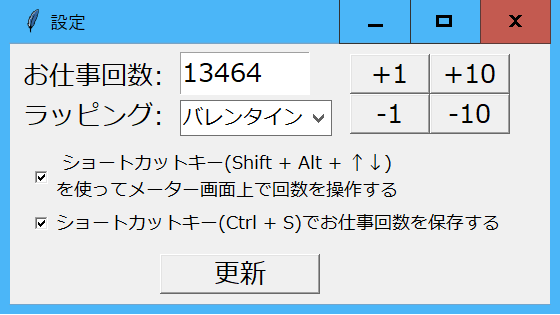 設定
お仕事回数: 13464 +1 +10
ラッピング: バレンタイン -1 -10
ショートカットキー(Shift + Alt + ↑↓)
を使ってメーター画面上で回数を操作する
ショートカットキー(Ctrl + S)でお仕事回数を保存する
更新